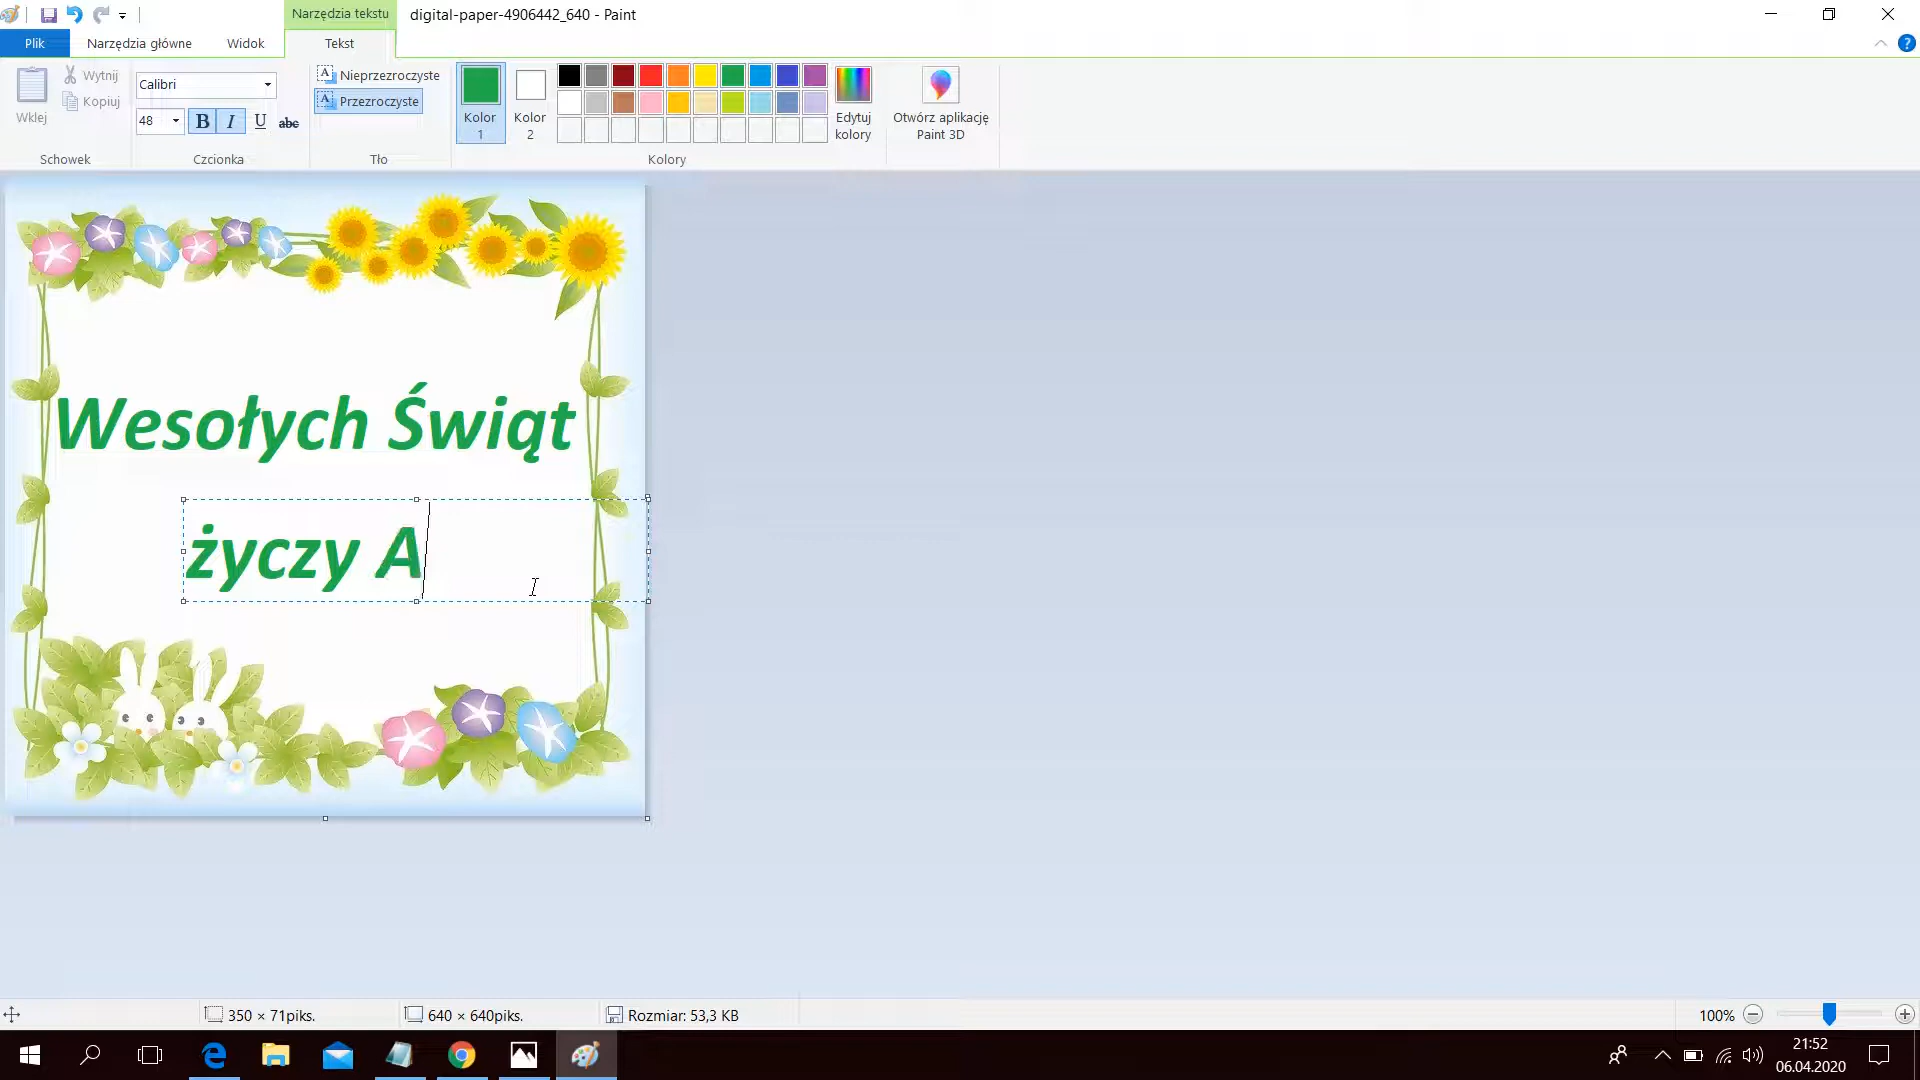 Narzędzia tekstu
digital-paper-4906442_640 - Paint
Plik
Narzędzia główne
Widok
Tekst
Wklej
Wytnij
Kopiuj
Schowek
Calibri
48
B I U abc
Czcionka
Nieprzezroczyste
Przezroczyste
Tło
Kolor
1
Kolor
2
Edytuj
kolory
Kolory
Otwórz aplikację
Paint 3D
Wesołych Świąt
życzy A
350 × 71piks.
640 × 640piks.
Rozmiar: 53,3 KB
100%
21:52
06.04.2020